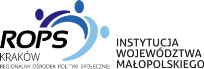 ROPS
KRAKÓW
REGIONALNY OŚRODEK POLITYKI SPOŁECZNEJ
INSTYTUCJA
WOJEWÓDZTWA
MAŁOPOLSKIEGO